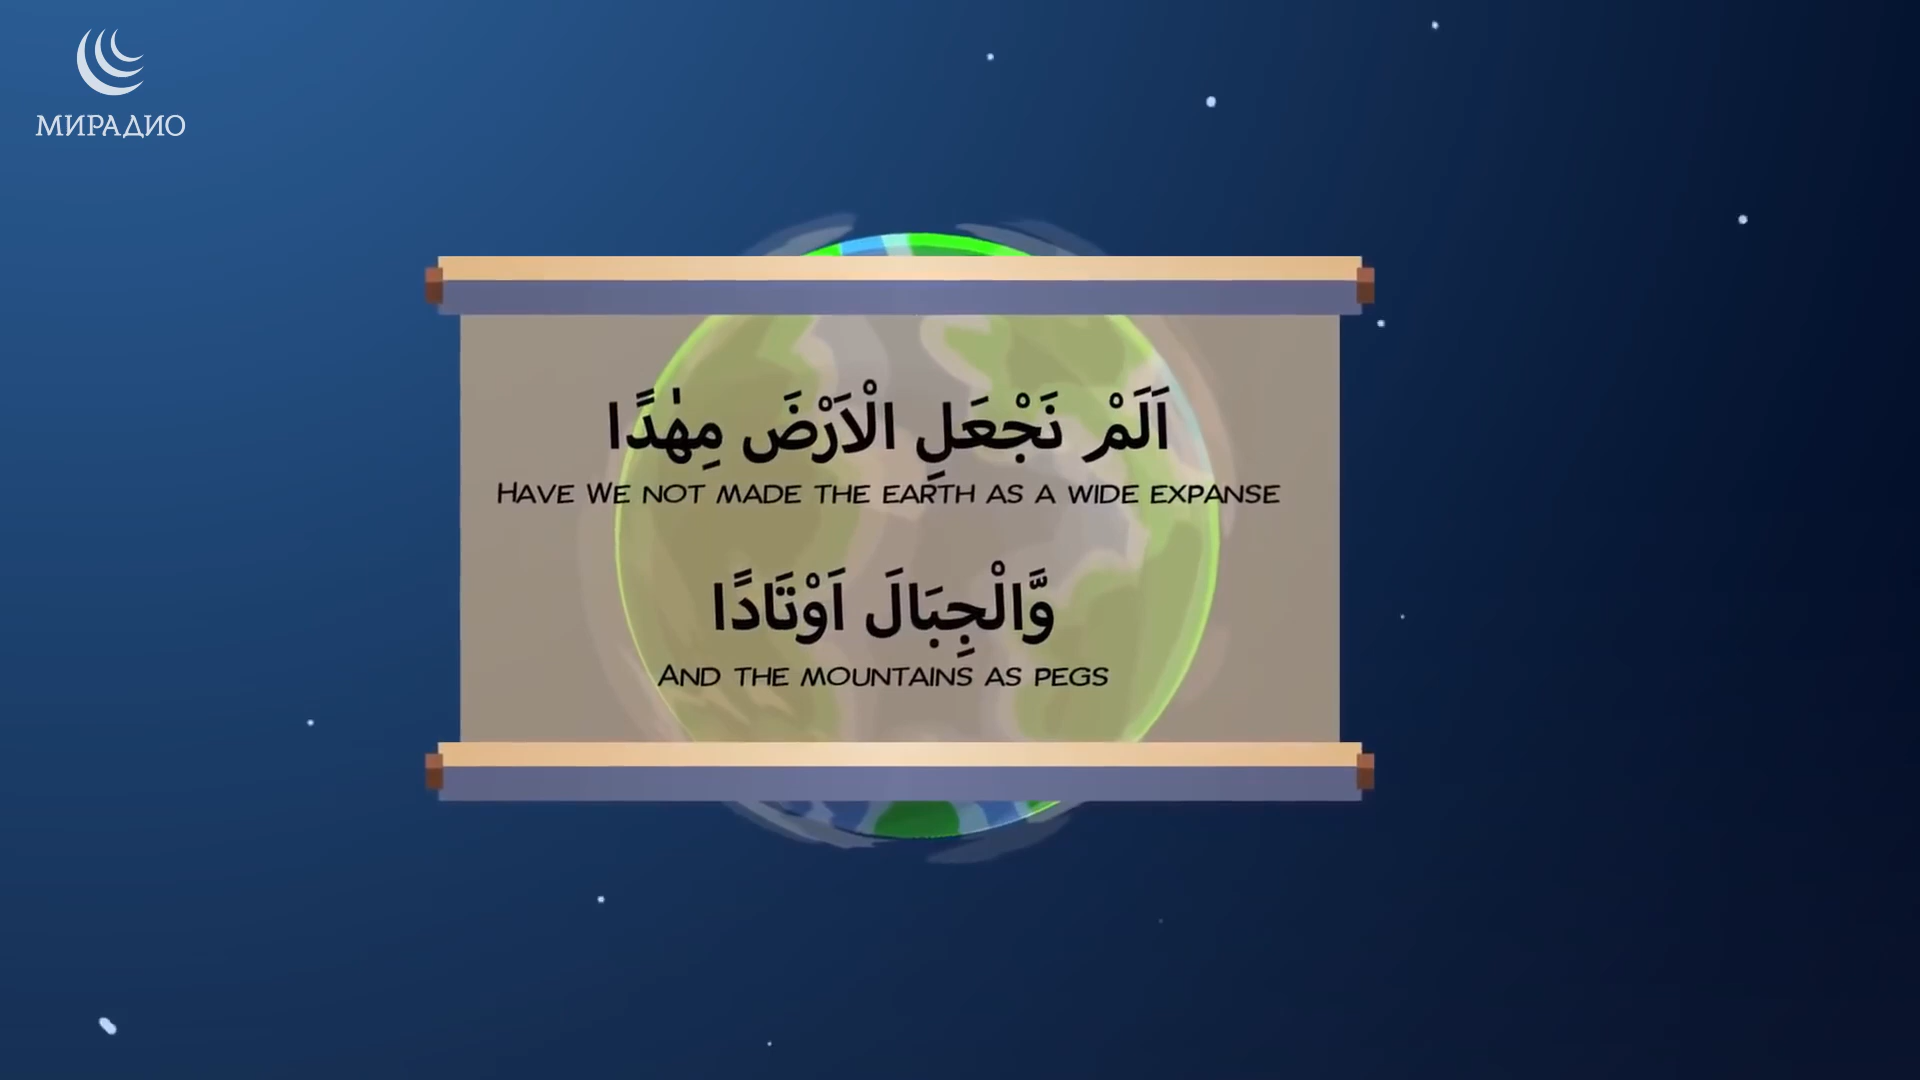 МИРАДИО
اَلَمْ نَجْعَلِ الْاَرْضَ مِهٰدًا
HAVE WE NOT MADE THE EARTH AS A WIDE EXPANSE
وَّالْجِبَالَ اَوْتَادًا
AND THE MOUNTAINS AS PEGS